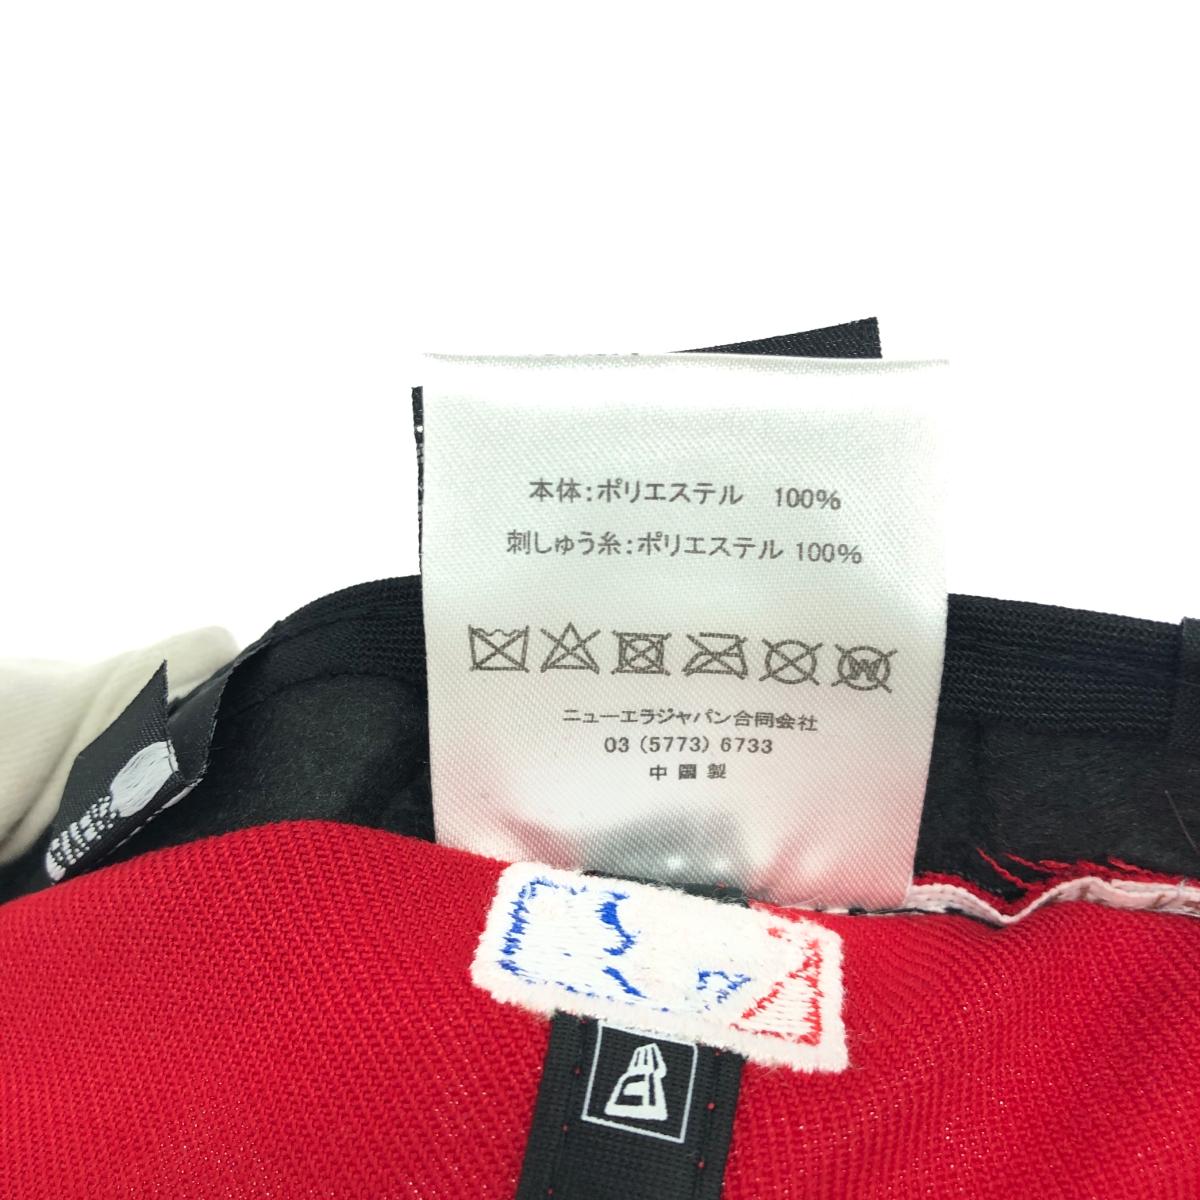 本体:ポリエステル 100%
刺しゅう糸:ポリエステル 100%
W
ニューエラジャパン合同会社
03 (5773) 6733
中国製